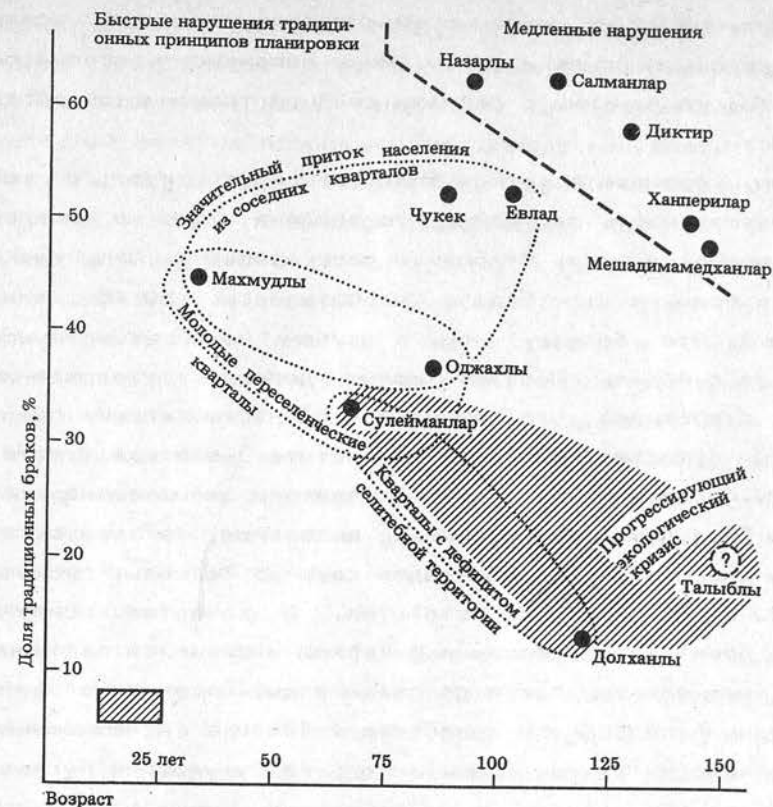 Быстрые нарушения традици-
онных принципов планировки
Медленные нарушения
Назарлы
Салманлар
60
Диктир
Значительный приток населения
из соседних кварталов
Ханперилар
50
Чукек
Евлад
Мешадимамедханлар
Махмудлы
40
Молодые переселенческие
кварталы
Оджахлы
Сулейманлар
30
Доля традиционных браков, %
Кварталы с дефицитом
селитебной территории
Прогрессирующий
экологический
кризис
20
?
Талыблы
Долханлы
10
25 лет
50
75
100
125
150
Возраст